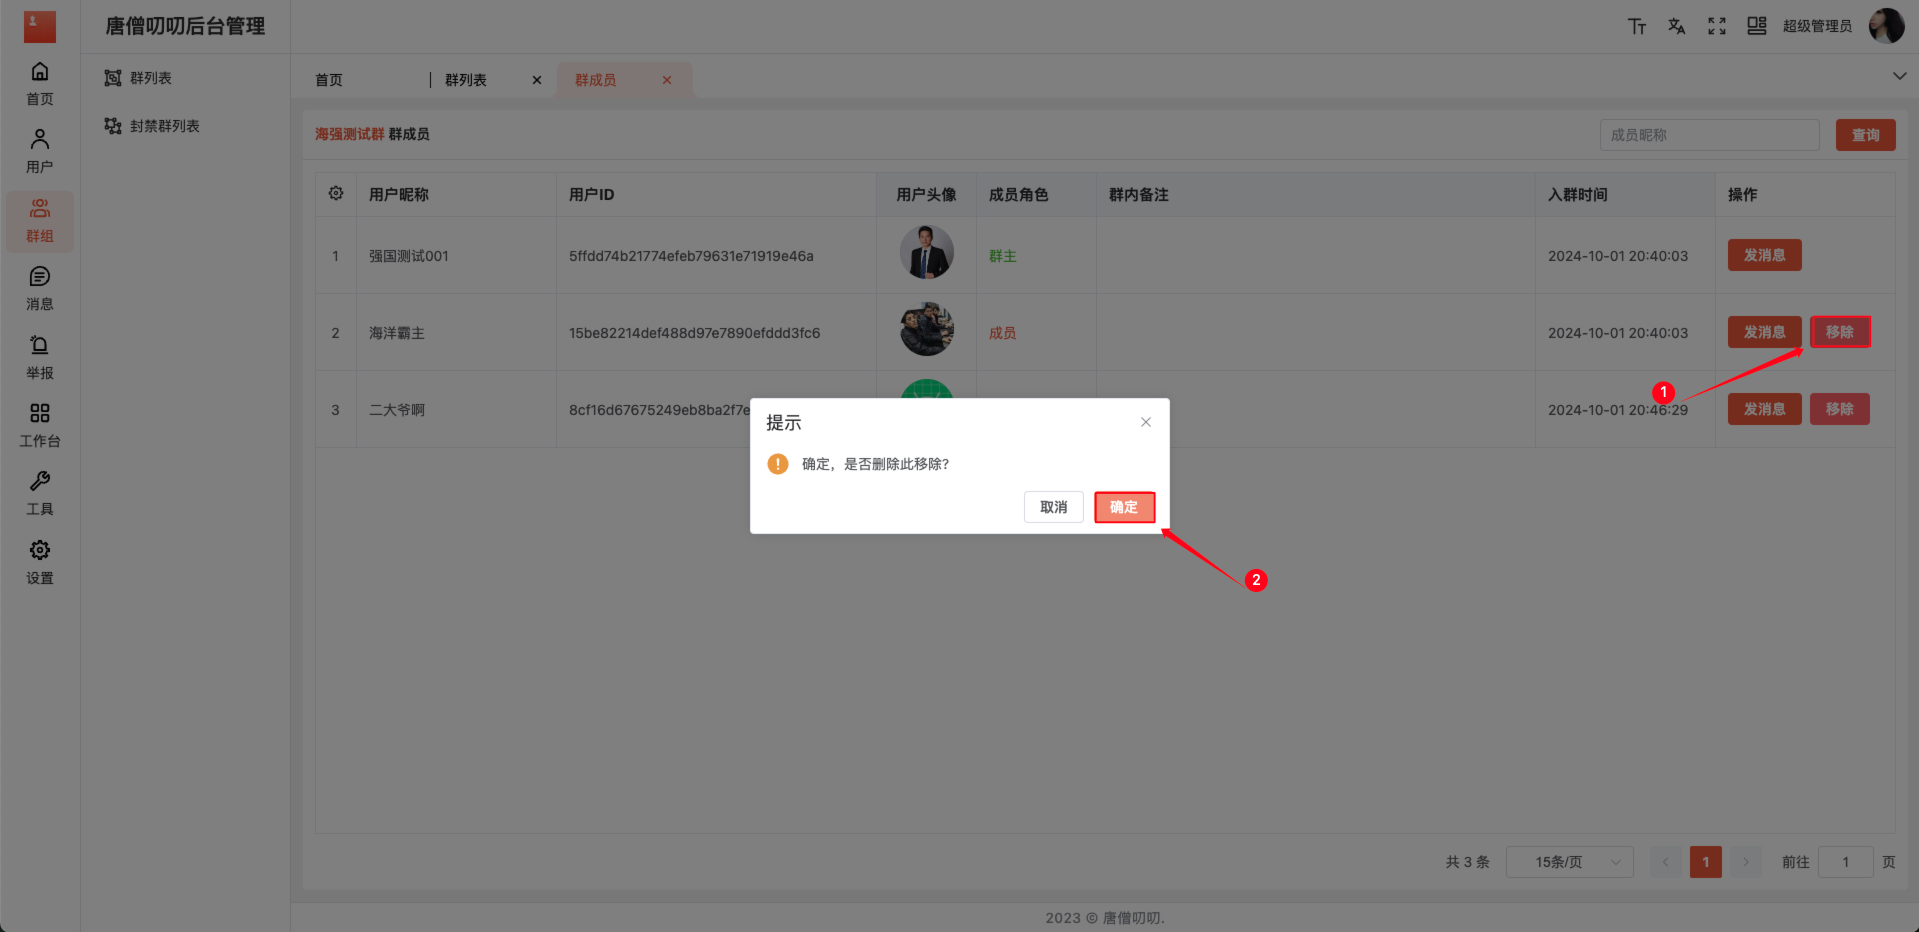 唐僧叨叨后台管理
超级管理员
首页
用户
群组
消息
举报
工作台
工具
设置
群列表
封禁群列表
首页
群列表
群成员
海强测试群 群成员
成员昵称
查询
用户昵称 用户ID 用户头像 成员角色 群内备注 入群时间 操作
1 强国测试001 5ffdd74b21774efeb79631e71919e46a 群主 2024-10-01 20:40:03 发消息
2 海洋霸主 15be82214def488d97e7890efddd3fc6 成员 2024-10-01 20:40:03 发消息 移除
3 二大爷啊 8cf16d67675249eb8ba2f7e 2024-10-01 20:46:29 发消息 移除
1
提示
确定，是否删除此移除?
取消 确定
2
共 3 条 15条/页 1 前往 1 页
2023 © 唐僧叨叨.